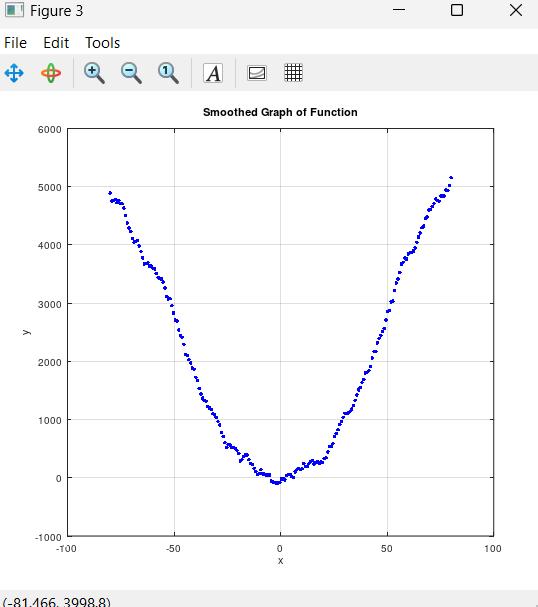 Figure 3
File Edit Tools
A
Smoothed Graph of Function
6000
5000
4000
3000
2000
1000
0
-1000
y
-100 -50 0 50 100
x
(-81.466, 3998.8)